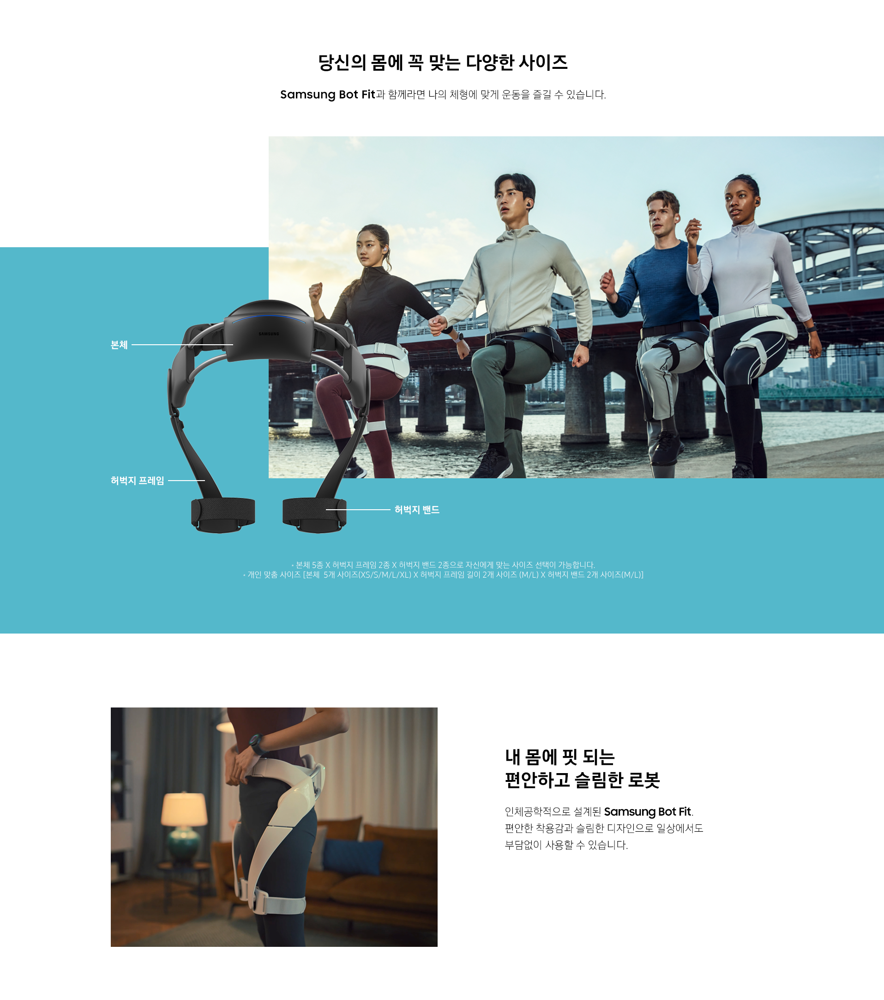 당신의 몸에 꼭 맞는 다양한 사이즈
Samsung Bot Fit과 함께라면 나의 체형에 맞게 운동을 즐길 수 있습니다.
SAMSUNG
본체
허벅지 프레임
허벅지 밴드
* 본체 5종 X 허벅지 프레임 2종 X 허벅지 밴드 2종으로 자신에게 맞는 사이즈 선택이 가능합니다.
* 개인 맞춤 사이즈 [본체 5개 사이즈(XS/S/M/L/XL) X 허벅지 프레임 길이 2개 사이즈 (M/L) X 허벅지 밴드 2개 사이즈(M/L)]
내 몸에 핏 되는
편안하고 슬림한 로봇
인체공학적으로 설계된 Samsung Bot Fit.
편안한 착용감과 슬림한 디자인으로 일상에서도
부담없이 사용할 수 있습니다.